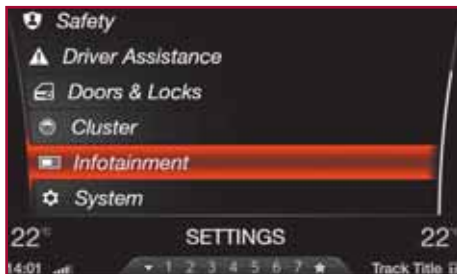 Safety
Driver Assistance
Doors & Locks
Cluster
Infotainment
System
22° SETTINGS 22°
14:01 1 2 3 4 5 6 7 Track Title